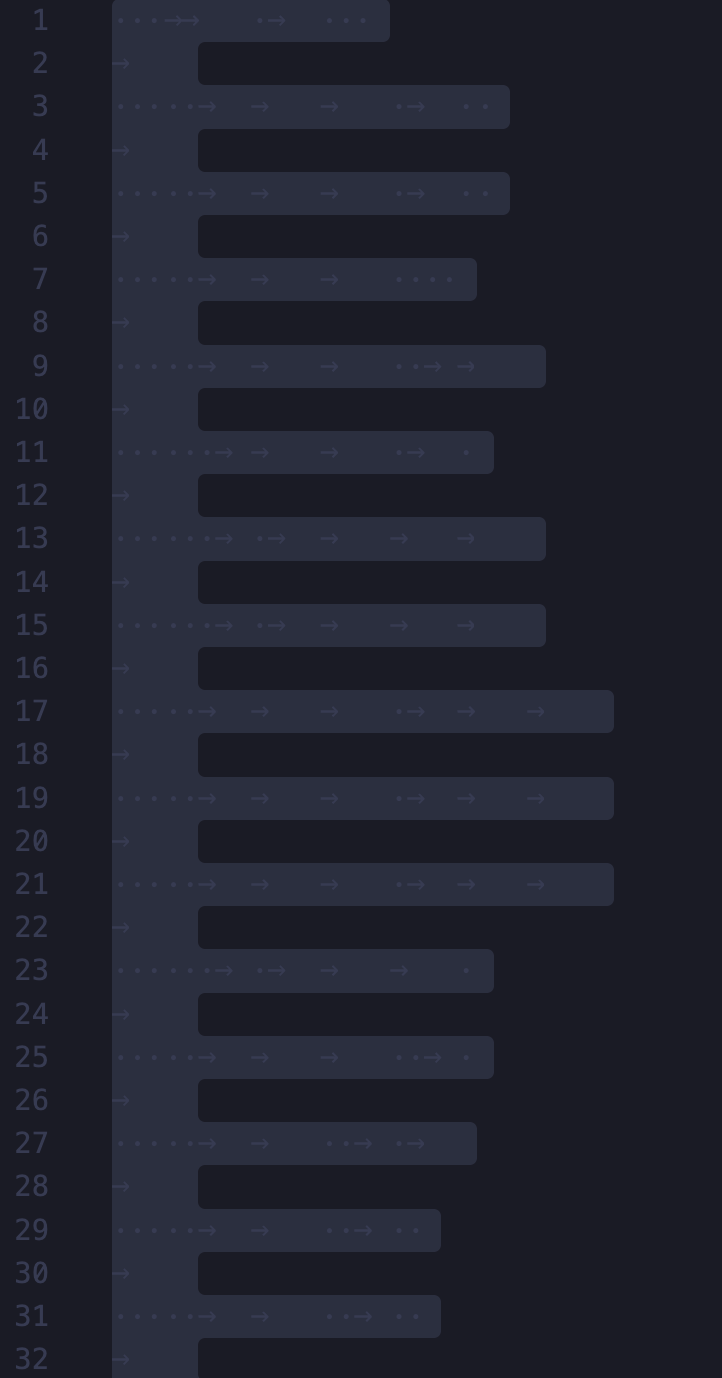 1 ····→→ ·→ ···
2 →
3 ·····→ → → ·→ ··
4 →
5 ·····→ → → ·→ ··
6 →
7 ·····→ → → ····
8 →
9 ·····→ → → ··→ →
10 →
11 ······→ → → ·→ ·
12 →
13 ······→ ·→ → → →
14 →
15 ······→ ·→ → → →
16 →
17 ·····→ → → ·→ → →
18 →
19 ·····→ → → ·→ → →
20 →
21 ·····→ → → ·→ → →
22 →
23 ······→ ·→ → → ·
24 →
25 ·····→ → → ··→ ·
26 →
27 ·····→ → ··→ ·→
28 →
29 ·····→ → ··→ ··
30 →
31 ·····→ → ··→ ··
32 →